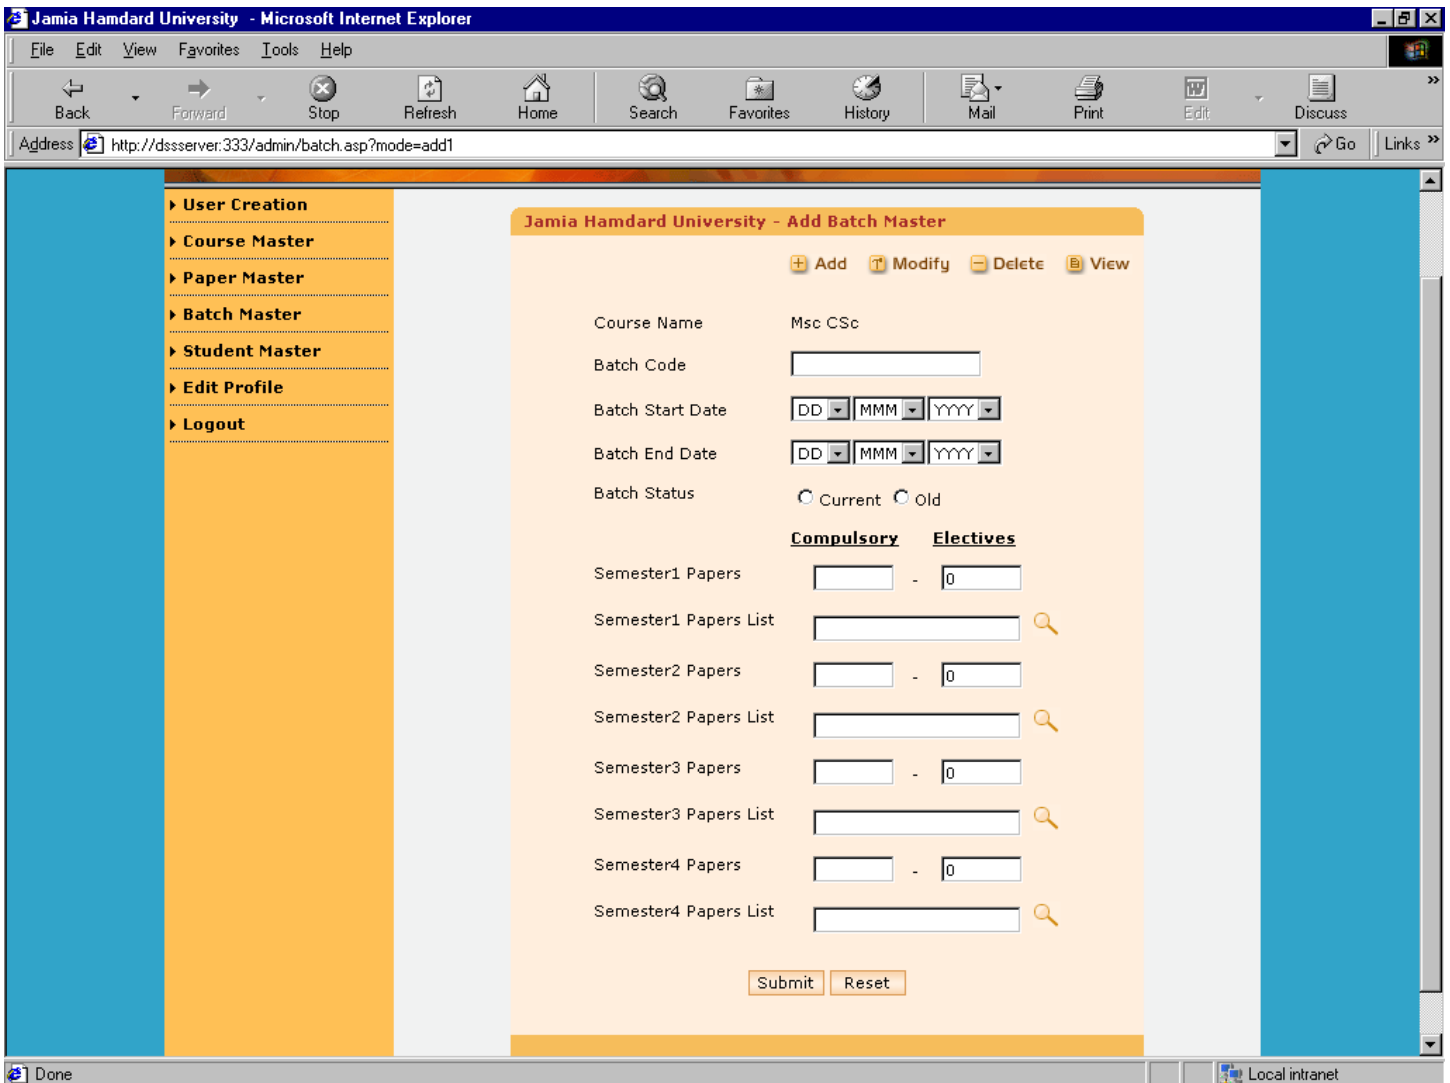 Jamia Hamdard University - Microsoft Internet Explorer
File Edit View Favorites Tools Help
Back Forward Stop Refresh Home Search Favorites History Mail Print Edit Discuss »
Address http://dssserver:333/admin/batch.asp?mode=add1 Go Links »
User Creation
Course Master
Paper Master
Batch Master
Student Master
Edit Profile
Logout
Jamia Hamdard University - Add Batch Master
Add Modify Delete View
Course Name Msc CSc
Batch Code
Batch Start Date DD MMM YYYY
Batch End Date DD MMM YYYY
Batch Status Current Old
Compulsory Electives
Semester1 Papers - 0
Semester1 Papers List
Semester2 Papers - 0
Semester2 Papers List
Semester3 Papers - 0
Semester3 Papers List
Semester4 Papers - 0
Semester4 Papers List
Submit Reset
Done Local intranet